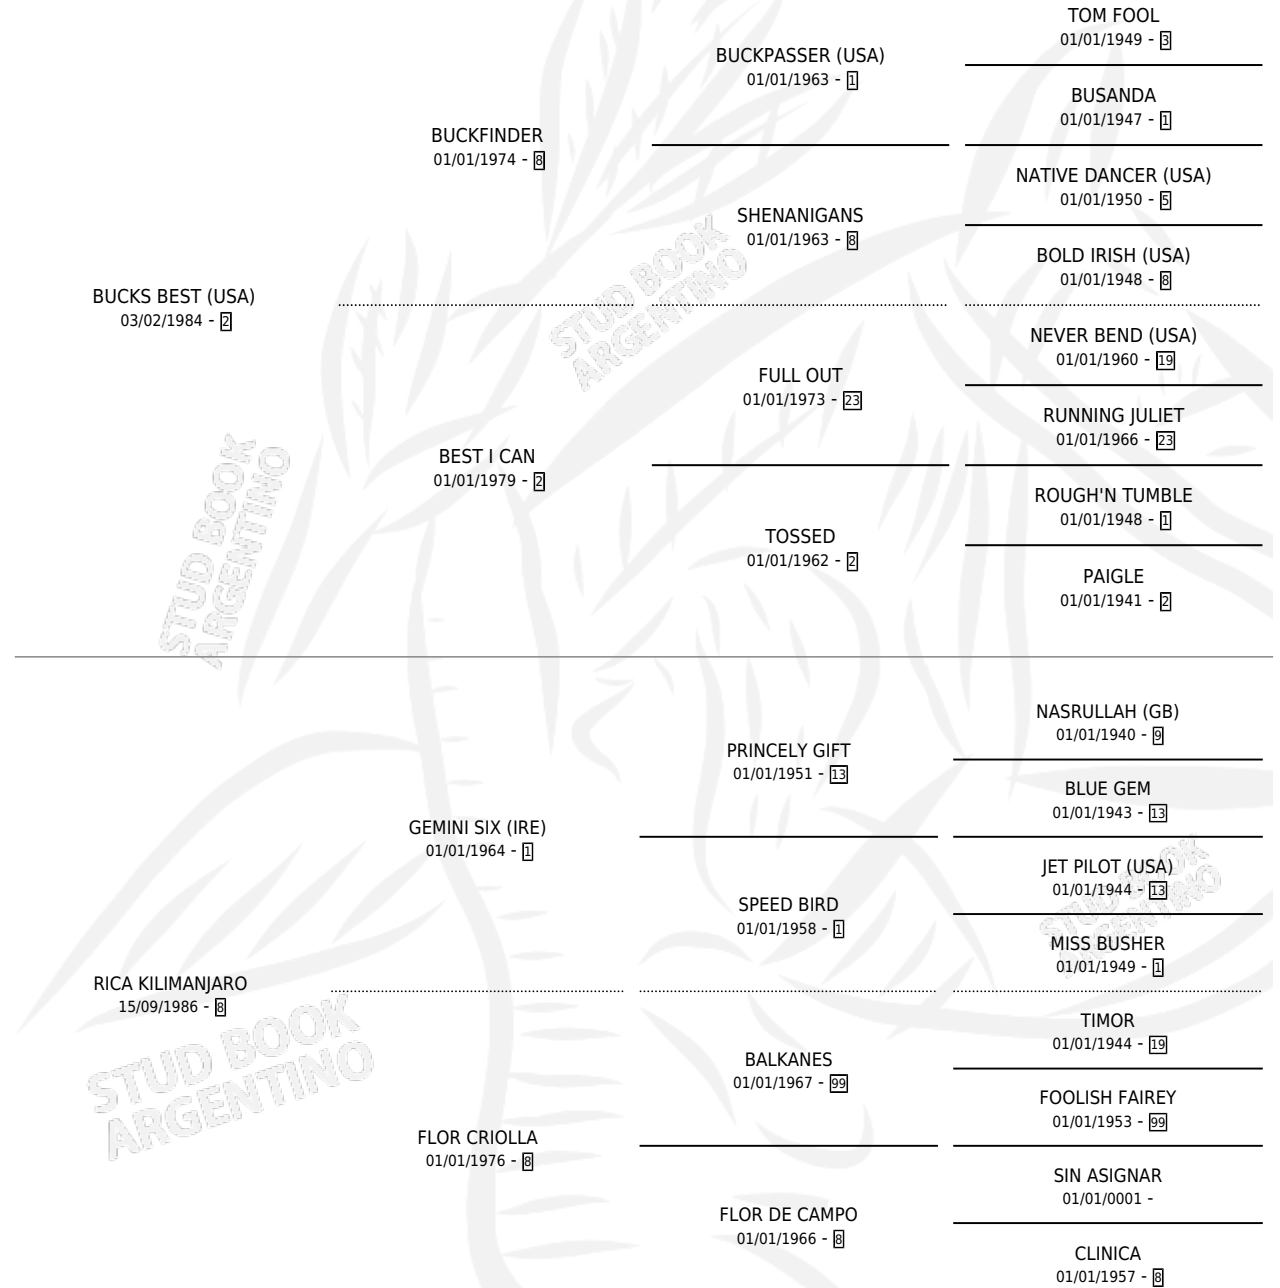 TOM FOOL
01/01/1949 - 3
BUCKPASSER (USA)
01/01/1963 - 1
BUSANDA
01/01/1947 - 1
BUCKFINDER
01/01/1974 - 8
NATIVE DANCER (USA)
01/01/1950 - 5
SHENANIGANS
01/01/1963 - 8
BOLD IRISH (USA)
01/01/1948 - 8
BUCKS BEST (USA)
03/02/1984 - 2
NEVER BEND (USA)
01/01/1960 - 19
FULL OUT
01/01/1973 - 23
RUNNING JULIET
01/01/1966 - 23
BEST I CAN
01/01/1979 - 2
ROUGH'N TUMBLE
01/01/1948 - 1
TOSSED
01/01/1962 - 2
PAIGLE
01/01/1941 - 2
NASRULLAH (GB)
01/01/1940 - 9
PRINCELY GIFT
01/01/1951 - 13
BLUE GEM
01/01/1943 - 13
GEMINI SIX (IRE)
01/01/1964 - 1
JET PILOT (USA)
01/01/1944 - 13
SPEED BIRD
01/01/1958 - 1
MISS BUSHER
01/01/1949 - 1
RICA KILIMANJARO
15/09/1986 - 8
TIMOR
01/01/1944 - 19
BALKANES
01/01/1967 - 99
FOOLISH FAIREY
01/01/1953 - 99
FLOR CRIOLLA
01/01/1976 - 8
SIN ASIGNAR
01/01/0001 -
FLOR DE CAMPO
01/01/1966 - 8
CLINICA
01/01/1957 - 8
STUD BOOK
ARGENTINO
STUD BOOK
ARGENTINO
STUD BOOK
ARGENTINO
STUD BOOK
ARGENTINO